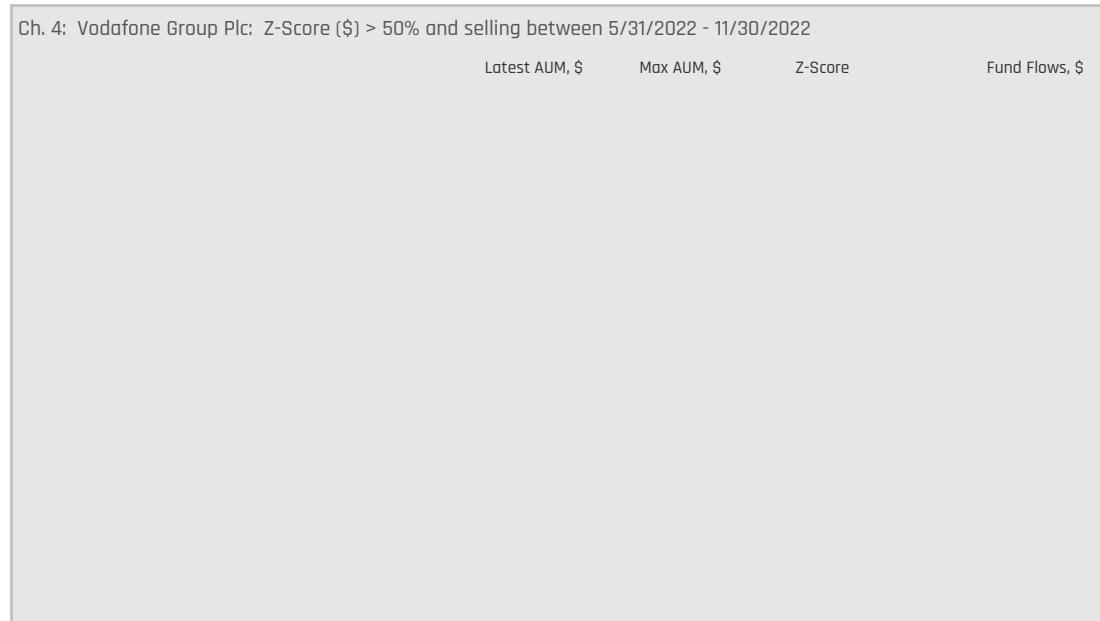 Ch. 4:  Vodafone Group Plc:  Z-Score ($) > 50% and selling between 5/31/2022 - 11/30/2022
Latest AUM, $ Max AUM, $ Z-Score Fund Flows, $